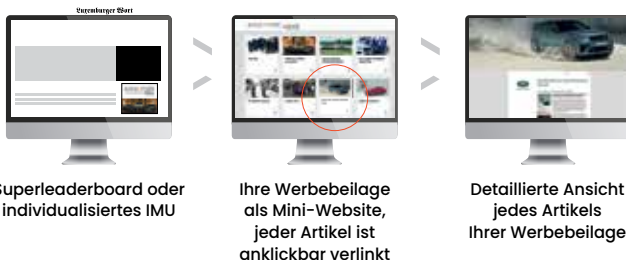 Luxemburger Wort
Superleaderboard oder
individualisiertes IMU
Ihre Werbebeilage
als Mini-Website,
jeder Artikel ist
anklickbar verlinkt
Detaillierte Ansicht
jedes Artikels
Ihrer Werbebeilage